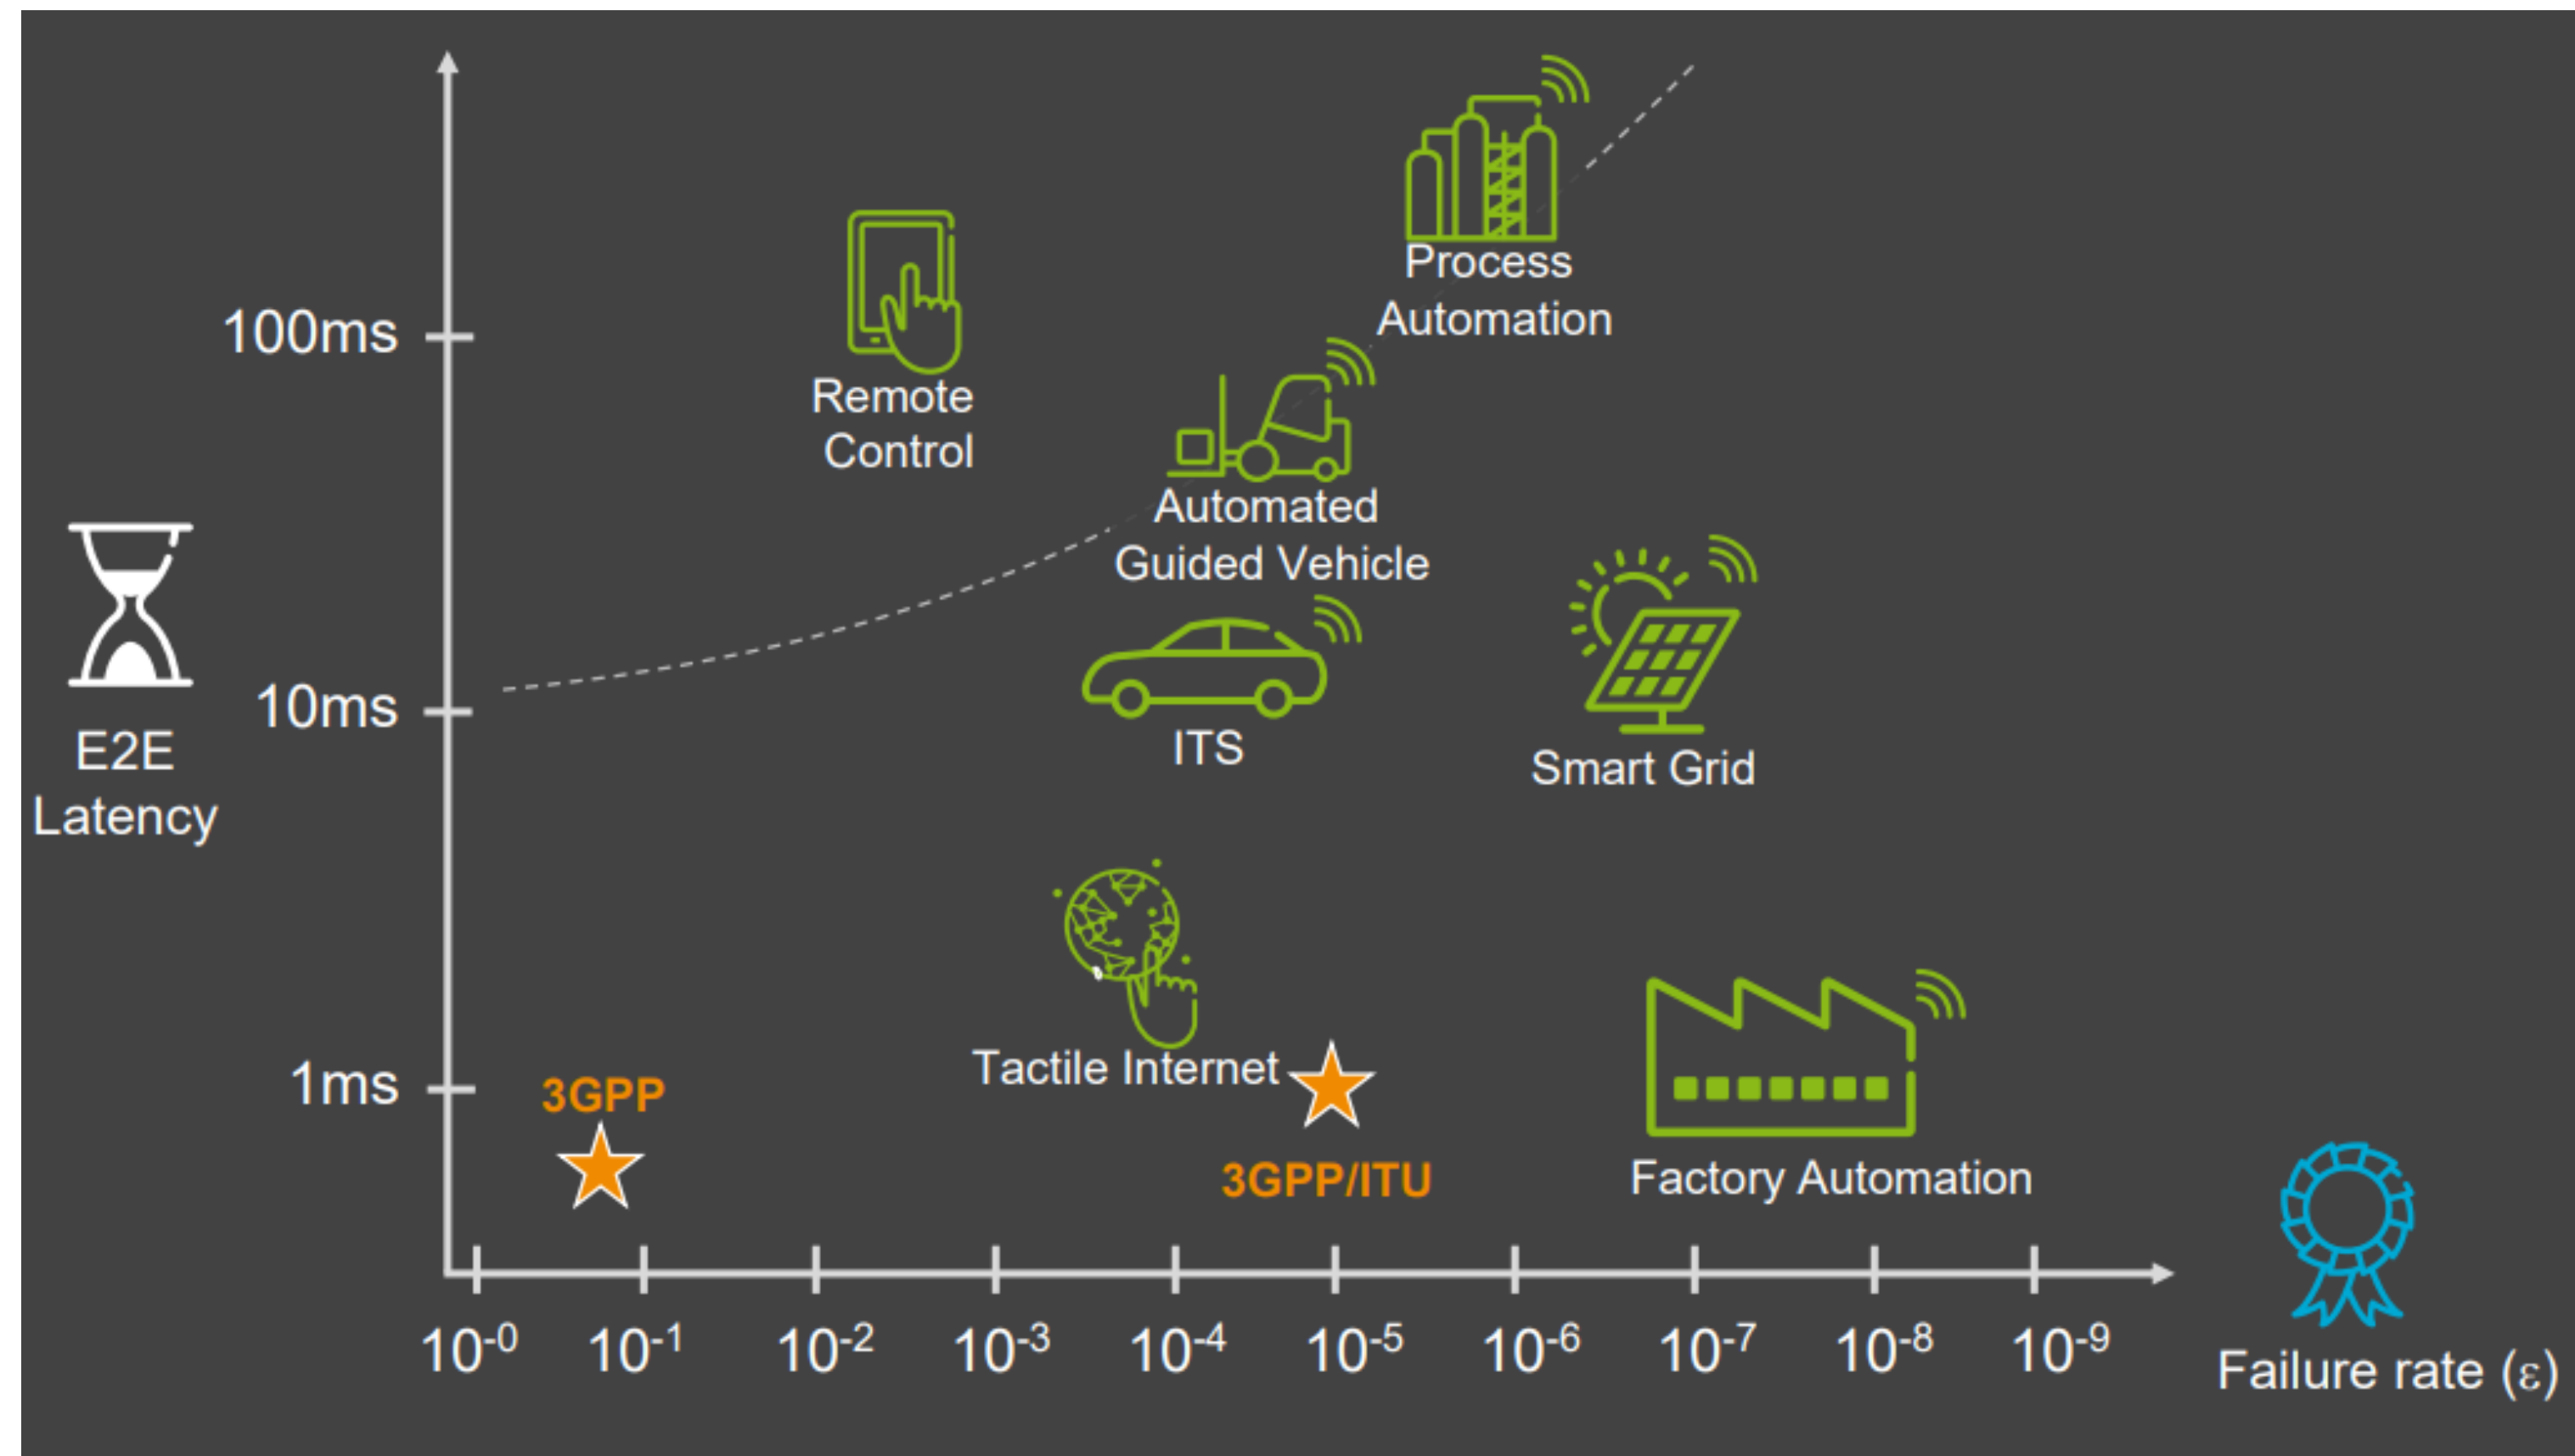 Process
Automation
100ms
Remote
Control
Automated
Guided Vehicle
10ms
E2E
Latency
ITS
Smart Grid
1ms
3GPP
Tactile Internet
3GPP/ITU
Factory Automation
10-0 10-1 10-2 10-3 10-4 10-5 10-6 10-7 10-8 10-9
Failure rate (ε)